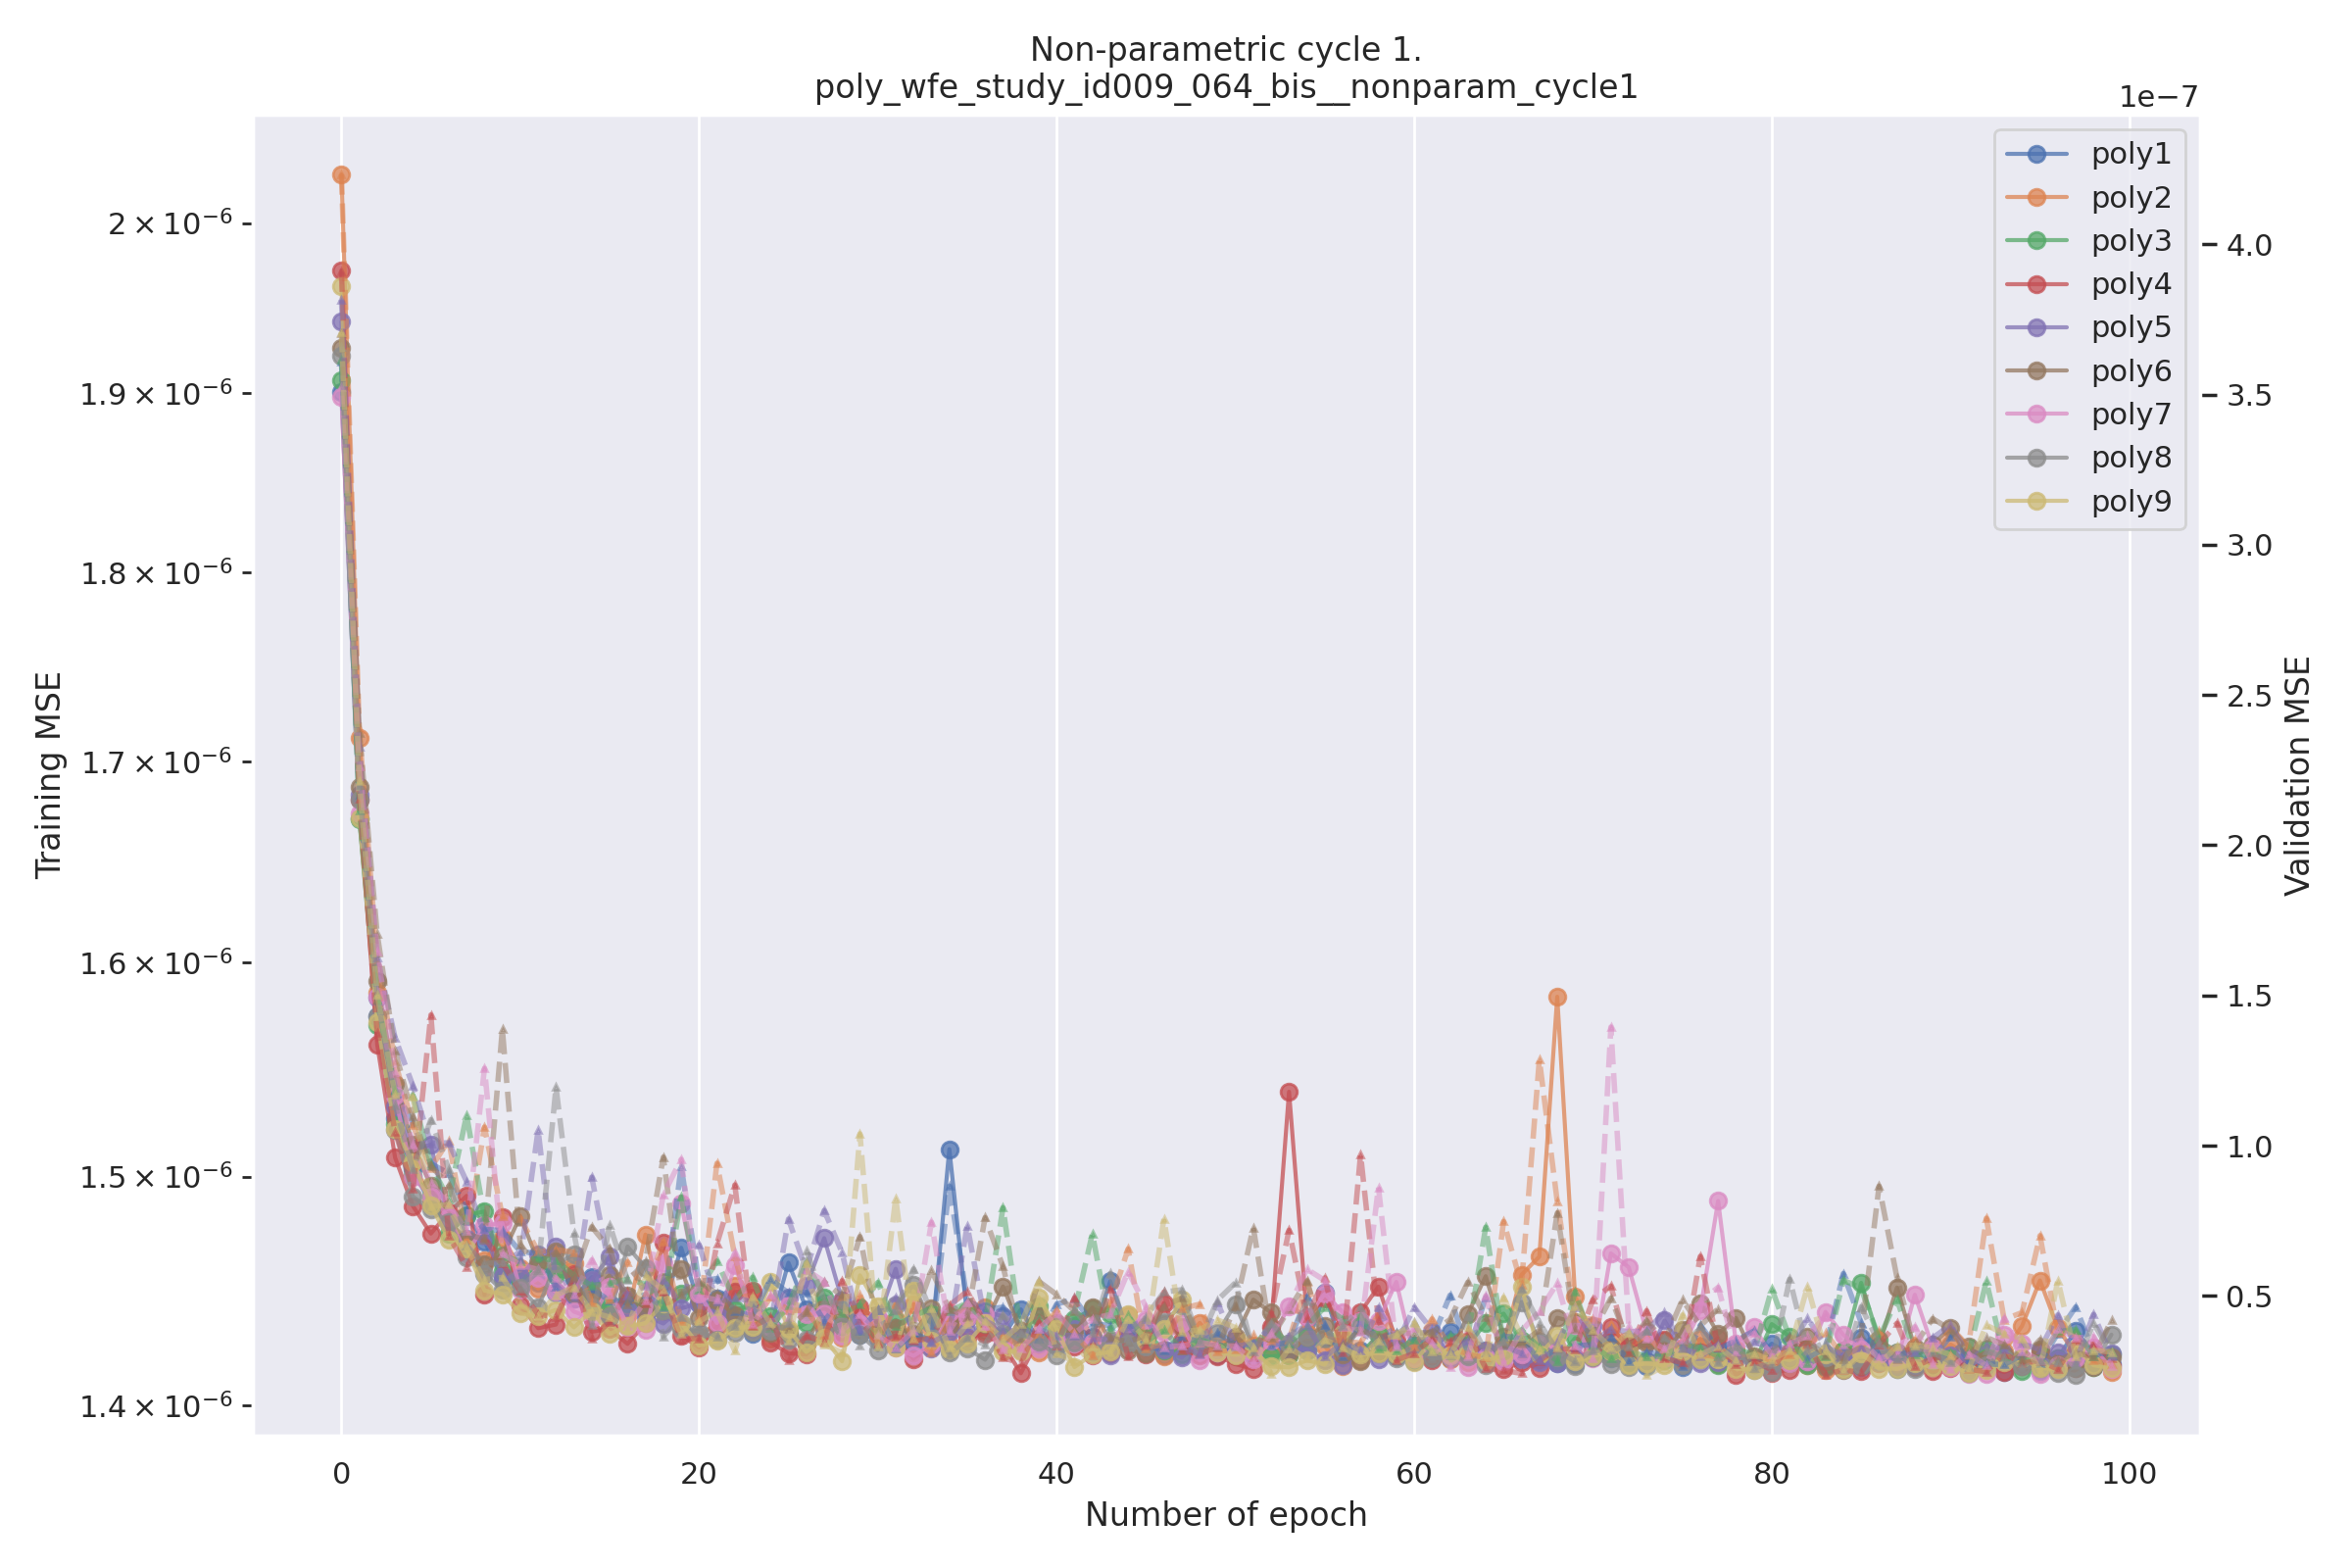 Non-parametric cycle 1.
poly_wfe_study_id009_064_bis__nonparam_cycle1
1e−7
Training MSE
2 × 10⁻⁶
1.9 × 10⁻⁶
1.8 × 10⁻⁶
1.7 × 10⁻⁶
1.6 × 10⁻⁶
1.5 × 10⁻⁶
1.4 × 10⁻⁶
poly1
poly2
poly3
poly4
poly5
poly6
poly7
poly8
poly9
4.0
3.5
3.0
2.5
2.0
1.5
1.0
0.5
Validation MSE
0 20 40 60 80 100
Number of epoch